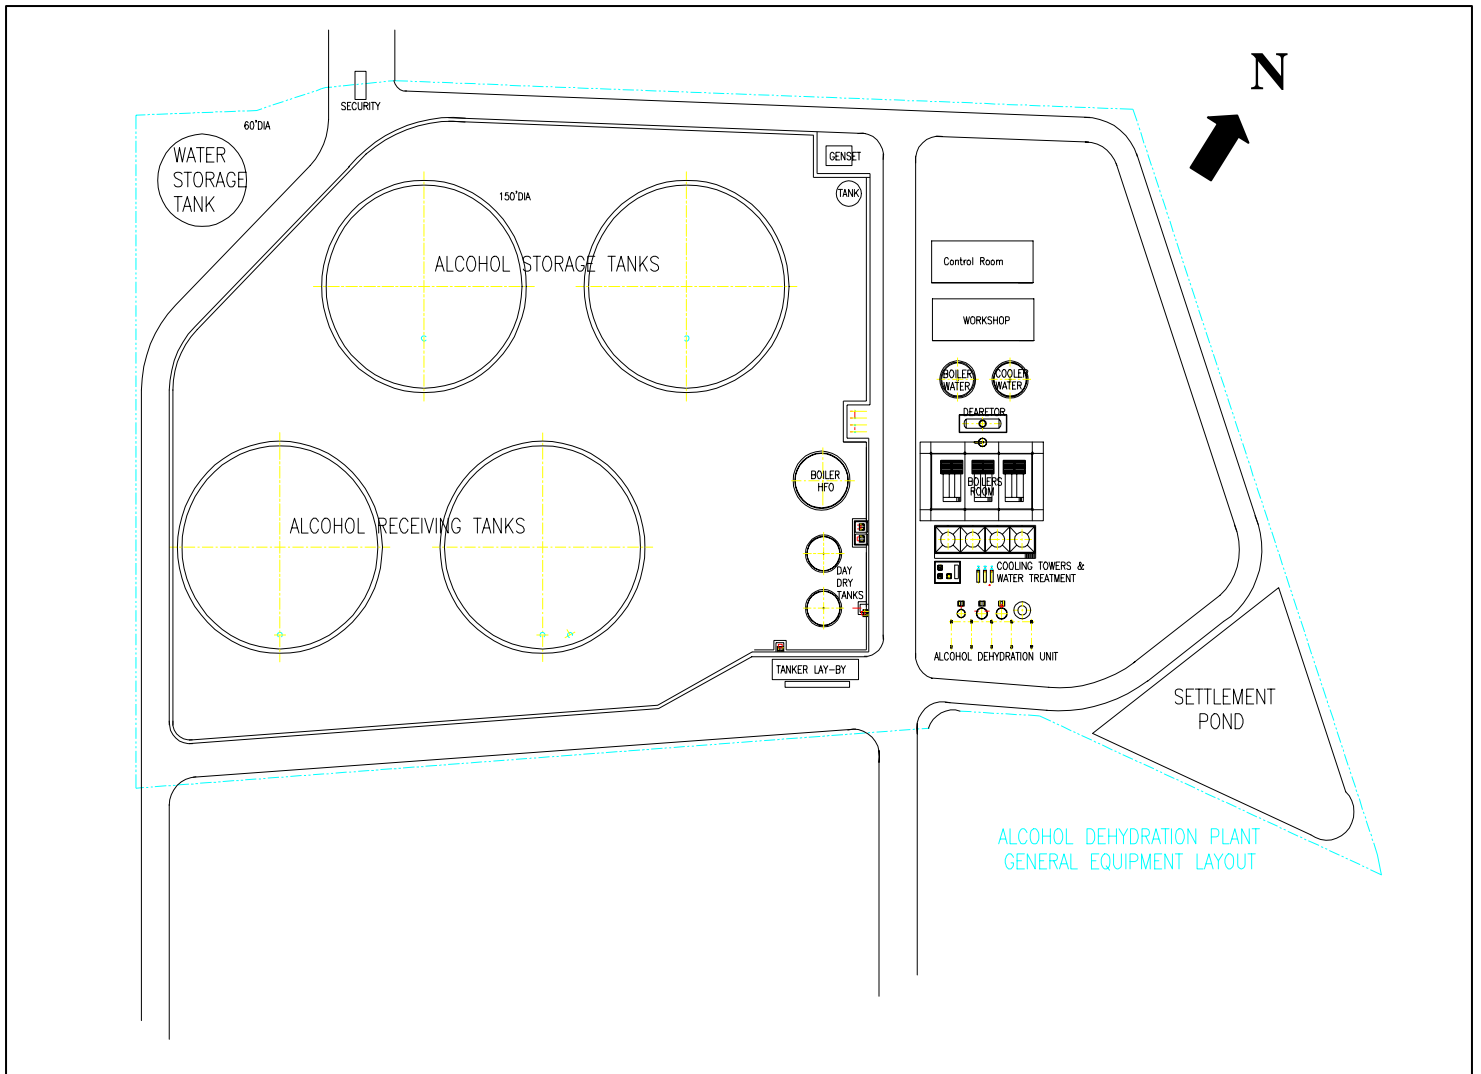 N
SECURITY
60'DIA
WATER
STORAGE
TANK
GENSET
TANK
150'DIA
ALCOHOL STORAGE TANKS
Control Room
WORKSHOP
BOILER
WATER
COOLER
WATER
DEARETOR
BOILER
HFO
BOILERS
ROOM
ALCOHOL RECEIVING TANKS
COOLING TOWERS &
WATER TREATMENT
DAY
DRY
TANKS
ALCOHOL DEHYDRATION UNIT
TANKER LAY-BY
SETTLEMENT
POND
ALCOHOL DEHYDRATION PLANT
GENERAL EQUIPMENT LAYOUT